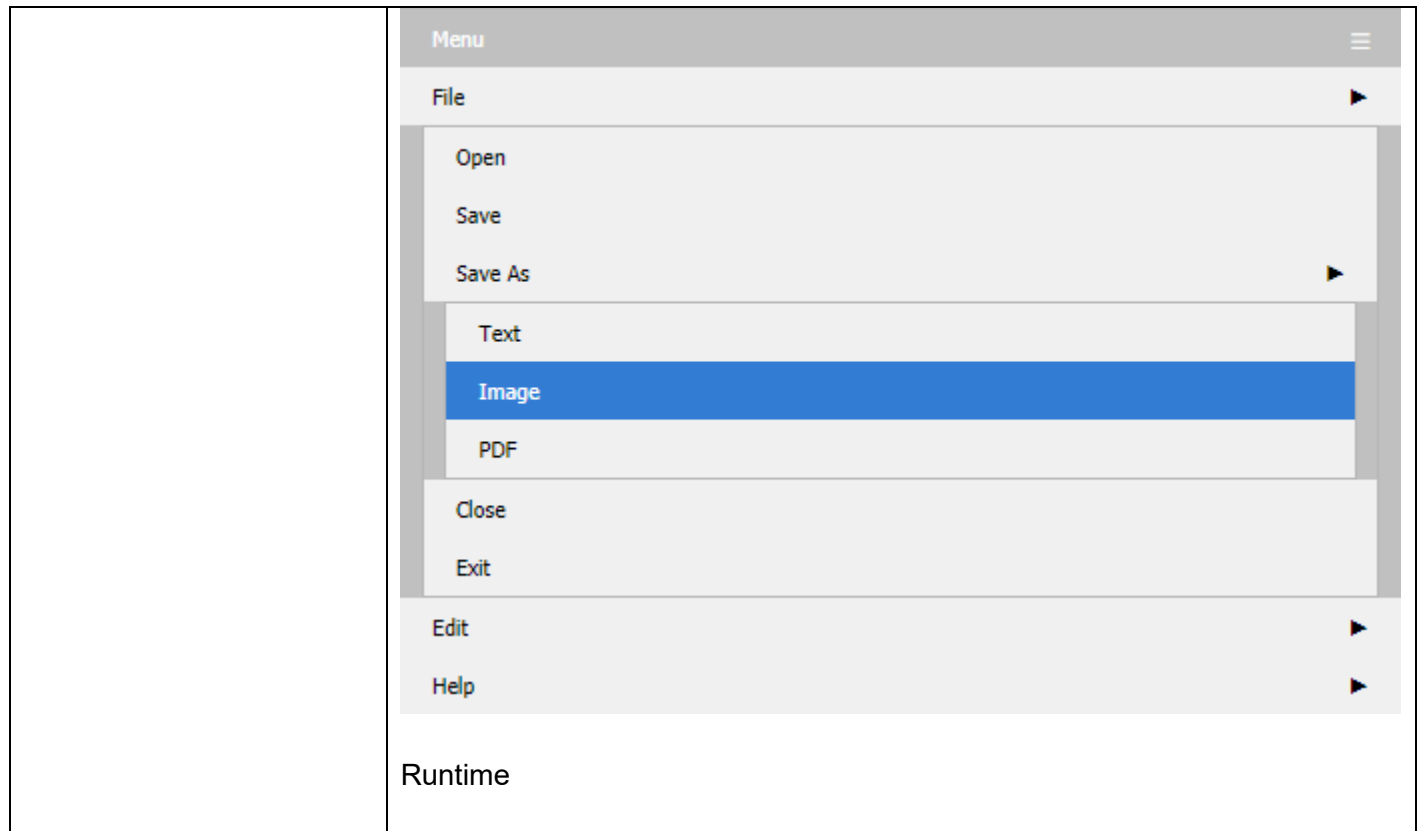 Menu
File
Open
Save
Save As
Text
Image
PDF
Close
Exit
Edit
Help
Runtime